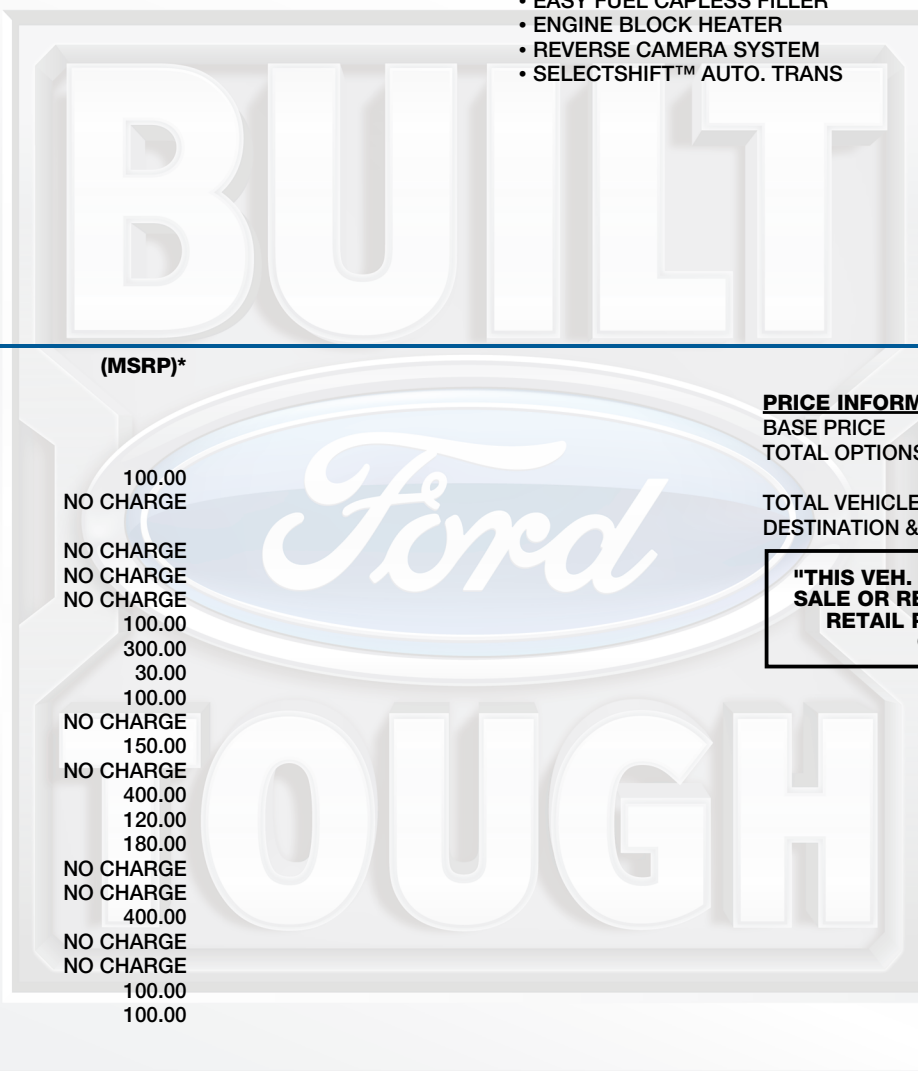 • EASY FUEL CAPLESS FILLER
• ENGINE BLOCK HEATER
• REVERSE CAMERA SYSTEM
• SELECTSHIFT™ AUTO. TRANS
BUILT
(MSRP)*
100.00
NO CHARGE
NO CHARGE
NO CHARGE
NO CHARGE
100.00
300.00
30.00
100.00
NO CHARGE
150.00
NO CHARGE
400.00
120.00
180.00
NO CHARGE
NO CHARGE
400.00
NO CHARGE
NO CHARGE
100.00
100.00
Ford
TOUGH
PRICE INFORM
BASE PRICE
TOTAL OPTIONS
TOTAL VEHICLE
DESTINATION &
"THIS VEH.
SALE OR RE
RETAIL